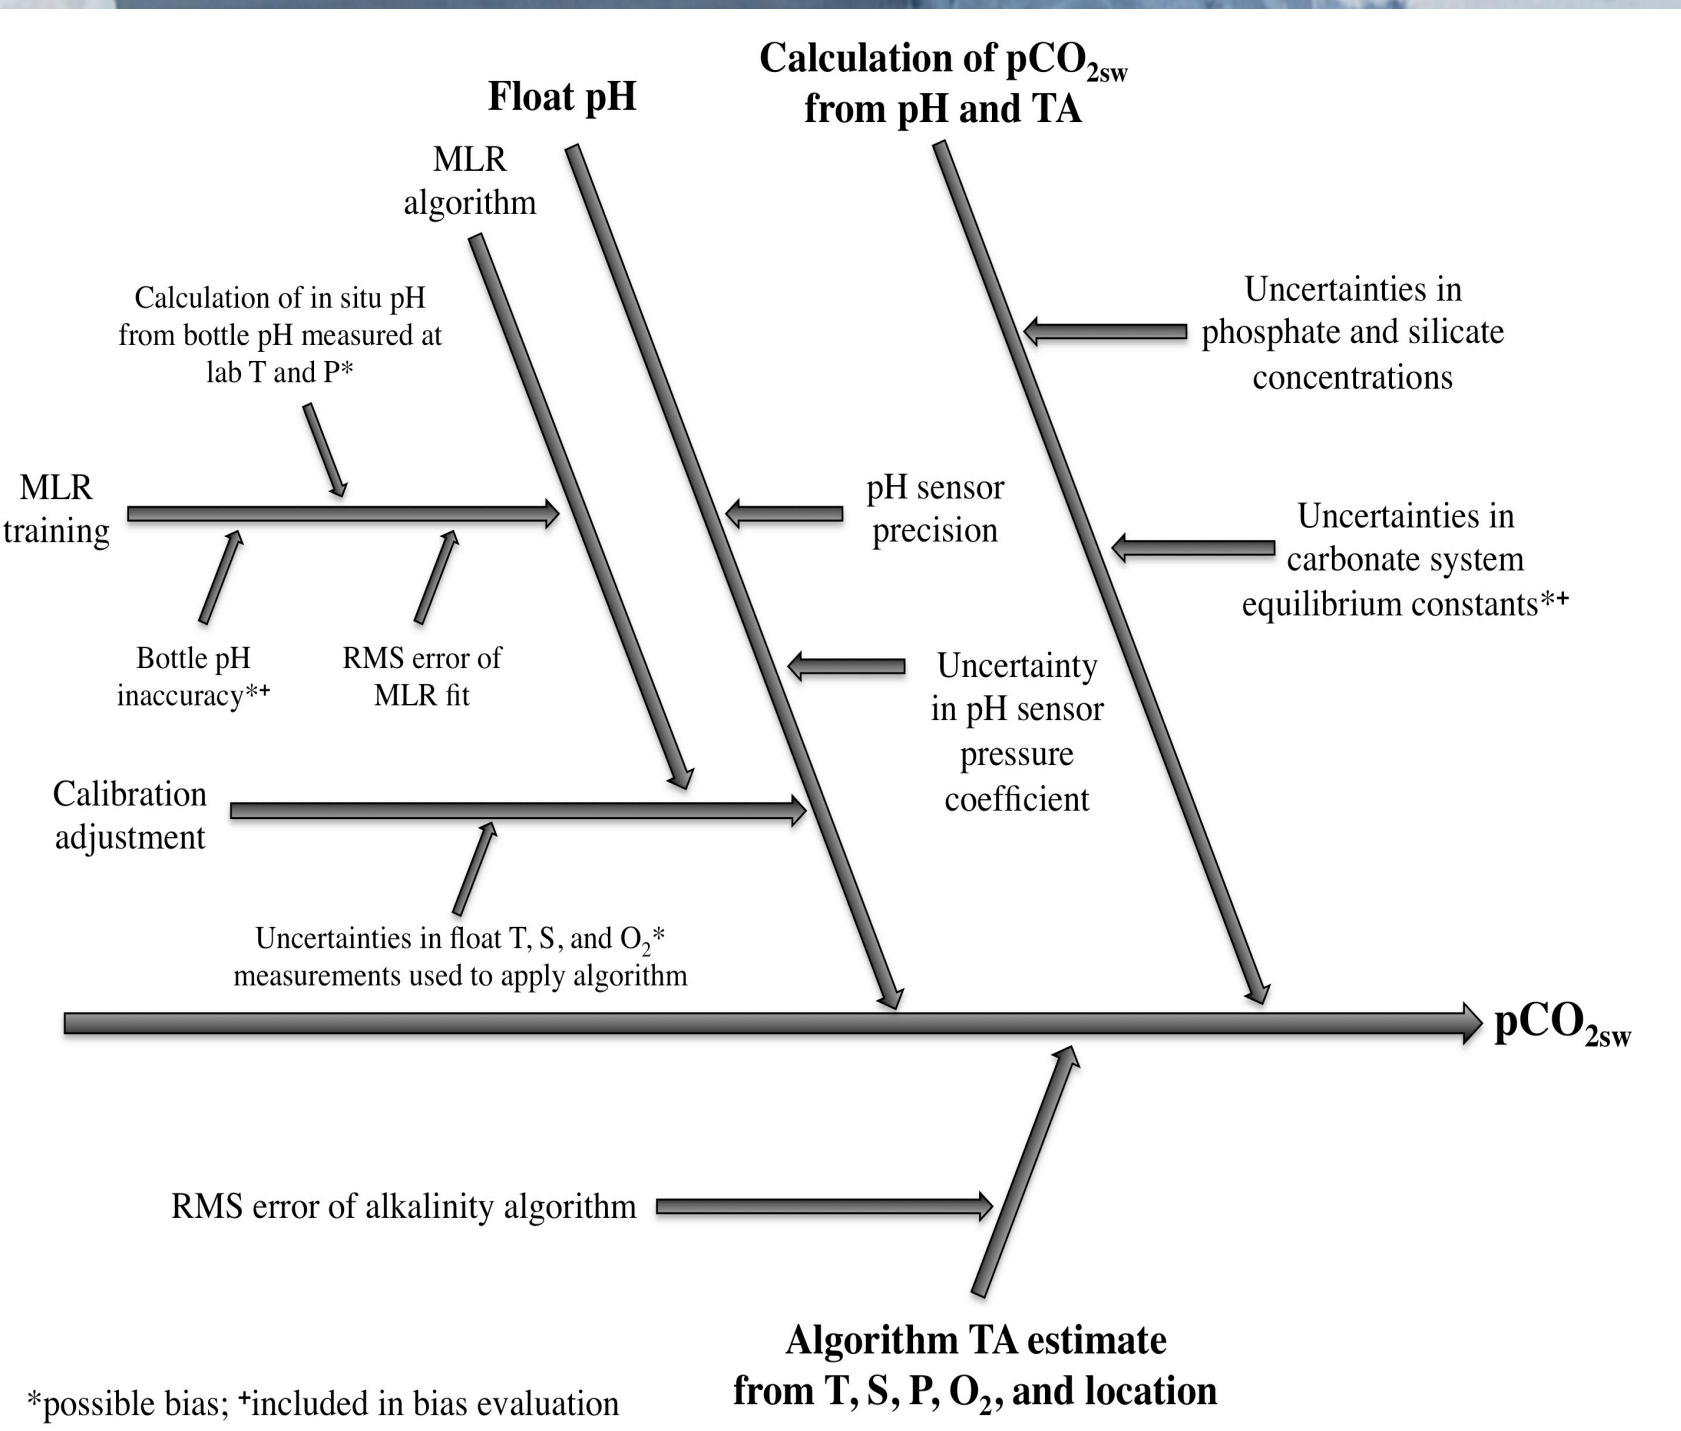 Calculation of pCO₂sw
from pH and TA
Float pH
MLR
algorithm
Calculation of in situ pH
from bottle pH measured at
lab T and P*
Uncertainties in
phosphate and silicate
concentrations
MLR
training
pH sensor
precision
Uncertainties in
carbonate system
equilibrium constants*⁺
Bottle pH
inaccuracy*⁺
RMS error of
MLR fit
Uncertainty
in pH sensor
pressure
coefficient
Calibration
adjustment
Uncertainties in float T, S, and O₂*
measurements used to apply algorithm
pCO₂sw
RMS error of alkalinity algorithm
Algorithm TA estimate
from T, S, P, O₂, and location
*possible bias; ⁺included in bias evaluation